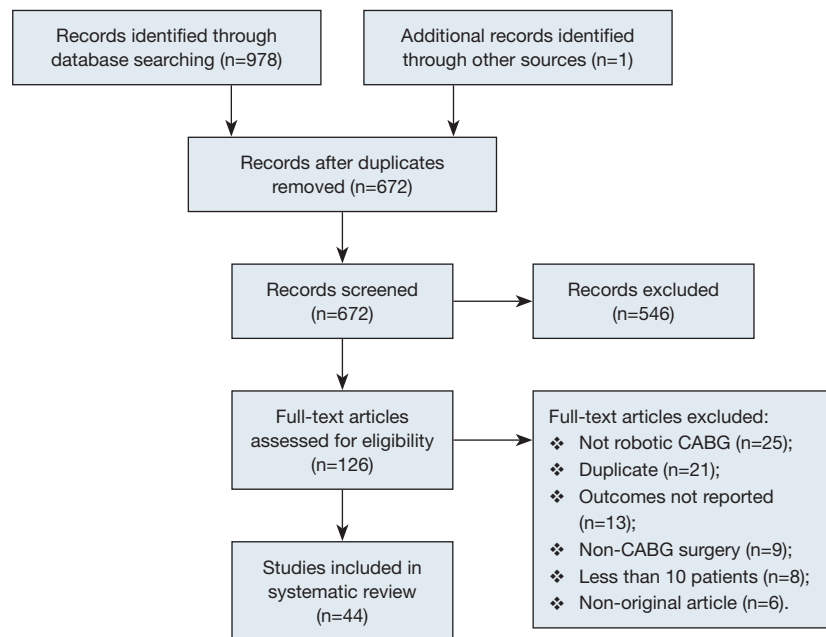 Records identified through
database searching (n=978)
Additional records identified
through other sources (n=1)
Records after duplicates
removed (n=672)
Records screened
(n=672)
Records excluded
(n=546)
Full-text articles
assessed for eligibility
(n=126)
Full-text articles excluded:
❖ Not robotic CABG (n=25);
❖ Duplicate (n=21);
❖ Outcomes not reported
(n=13);
❖ Non-CABG surgery (n=9);
❖ Less than 10 patients (n=8);
❖ Non-original article (n=6).
Studies included in
systematic review
(n=44)